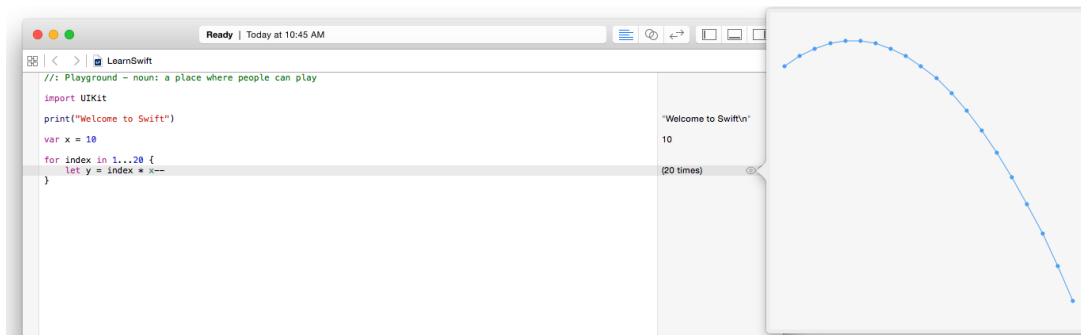 Ready | Today at 10:45 AM
LearnSwift
//: Playground - noun: a place where people can play
import UIKit
print("Welcome to Swift")
"Welcome to Swift\n"
var x = 10
10
for index in 1...20 {
let y = index * x--
(20 times)
}